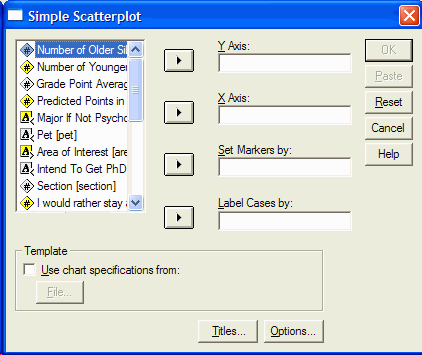 Simple Scatterplot
Number of Older Si
Number of Younger
Grade Point Averag
Predicted Points in
Major If Not Psycho
Pet [pet]
Area of Interest [are
Intend To Get PhD
Section [section]
I would rather stay a
Y Axis:
X Axis:
Set Markers by:
Label Cases by:
OK
Paste
Reset
Cancel
Help
Template
Use chart specifications from:
File...
Titles...
Options...